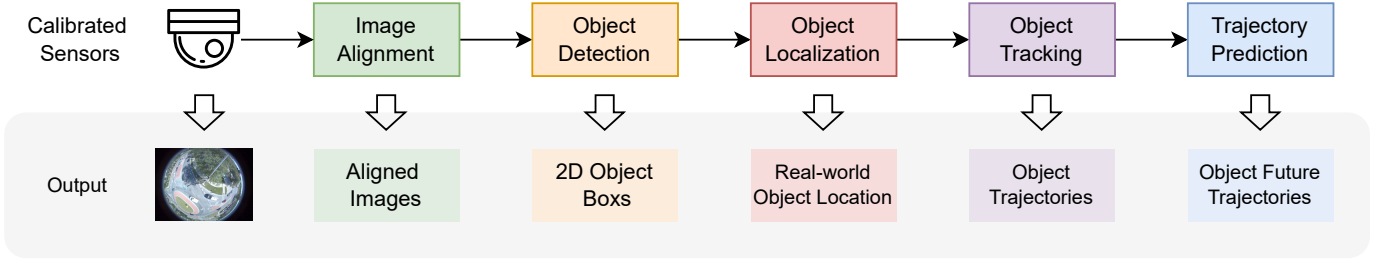 Calibrated
Sensors
Image
Alignment
Object
Detection
Object
Localization
Object
Tracking
Trajectory
Prediction
Output
Aligned
Images
2D Object
Boxs
Real-world
Object Location
Object
Trajectories
Object Future
Trajectories